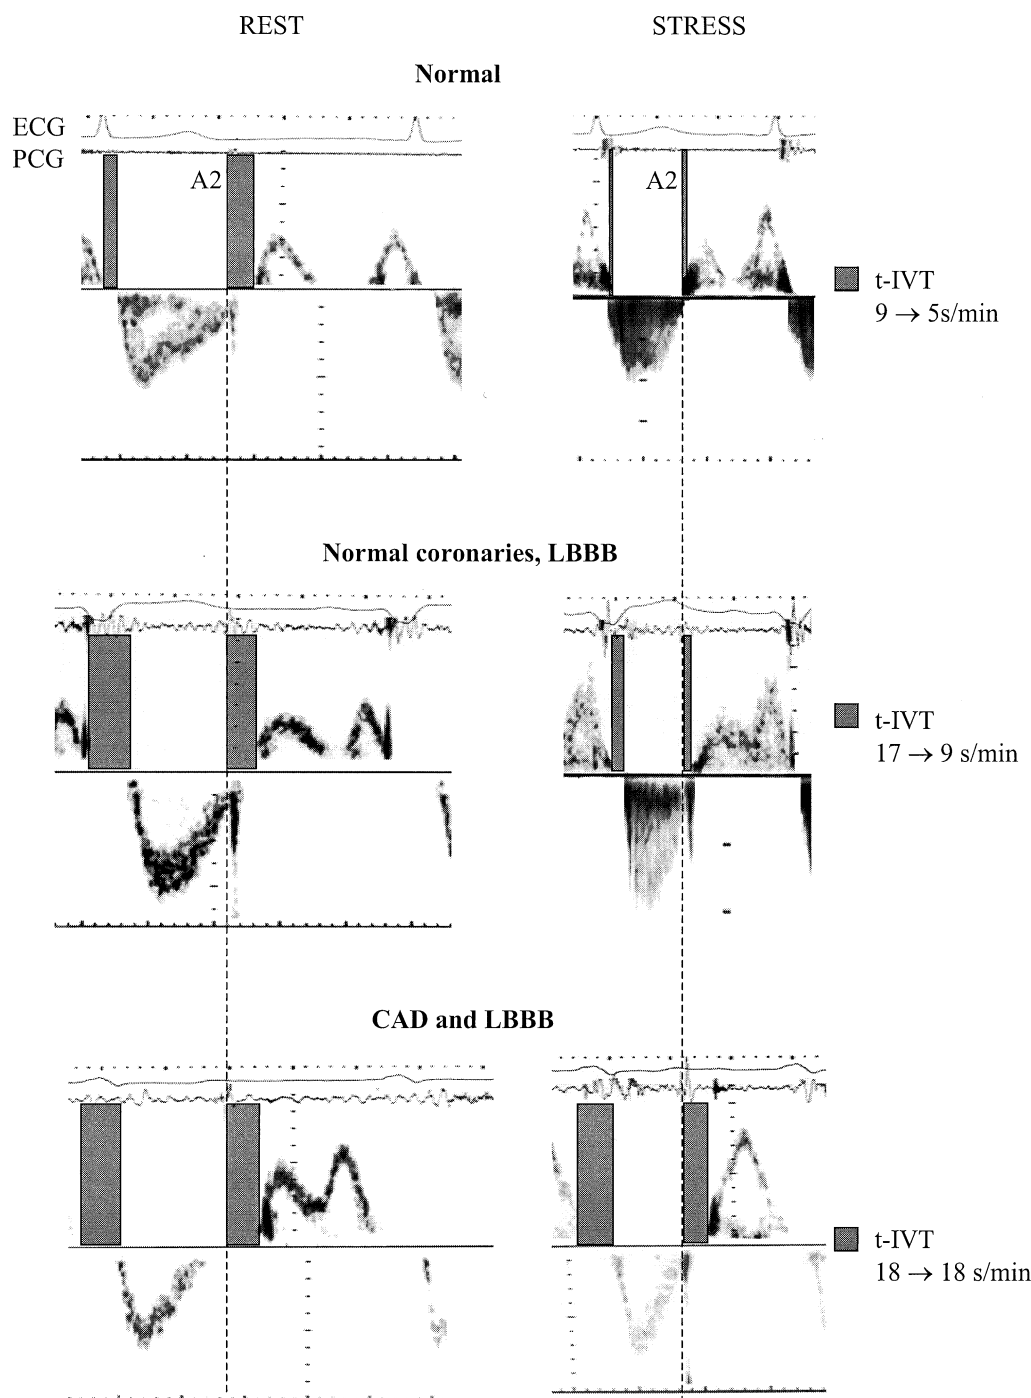 REST
STRESS
Normal
ECG
PCG
A2
A2
t-IVT
9 → 5s/min
Normal coronaries, LBBB
t-IVT
17 → 9 s/min
CAD and LBBB
t-IVT
18 → 18 s/min